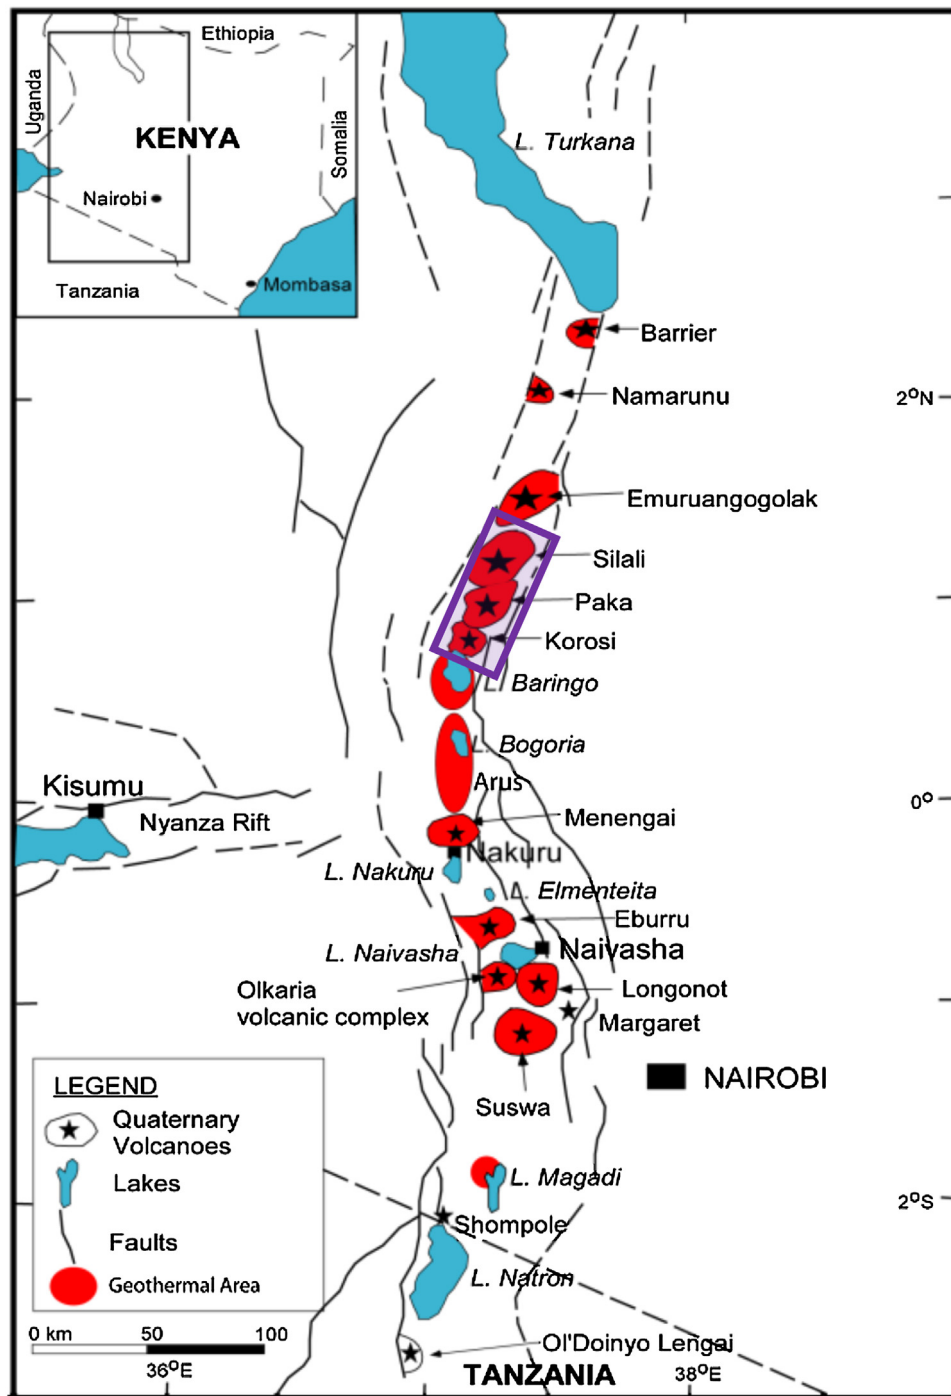 Ethiopia
Uganda
KENYA
Somalia
Nairobi
Tanzania
Mombasa
L. Turkana
Barrier
Namarunu
2°N
Emuruangogolak
Silali
Paka
Korosi
L. Baringo
L. Bogoria
Arus
Kisumu
0°
Nyanza Rift
Menengai
Nakuru
L. Nakuru
L. Elmenteita
Eburru
L. Naivasha
Naivasha
Olkaria
volcanic complex
Longonot
Margaret
NAIROBI
Suswa
LEGEND
Quaternary
Volcanoes
Lakes
Faults
Geothermal Area
L. Magadi
2°S
Shompole
L. Natron
0 km 50 100
36°E
Ol'Doinyo Lengai
TANZANIA
38°E